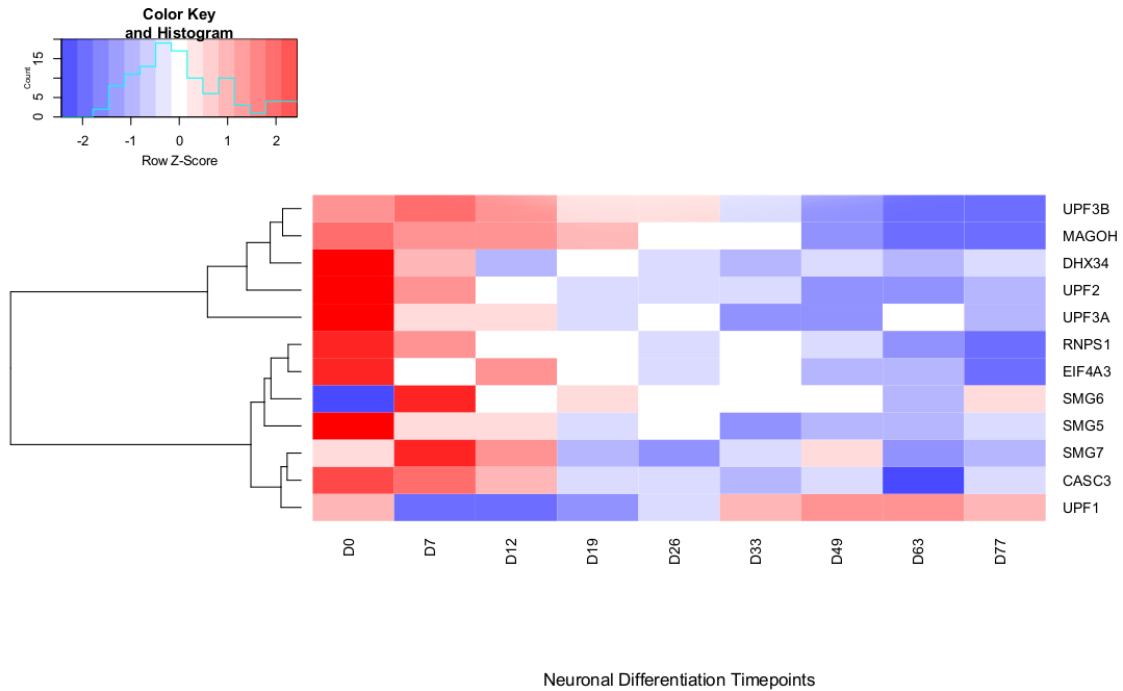 Color Key
and Histogram
Count
0 5 15
-2 -1 0 1 2
Row Z-Score
UPF3B
MAGOH
DHX34
UPF2
UPF3A
RNPS1
EIF4A3
SMG6
SMG5
SMG7
CASC3
UPF1
D0 D7 D12 D19 D26 D33 D49 D63 D77
Neuronal Differentiation Timepoints